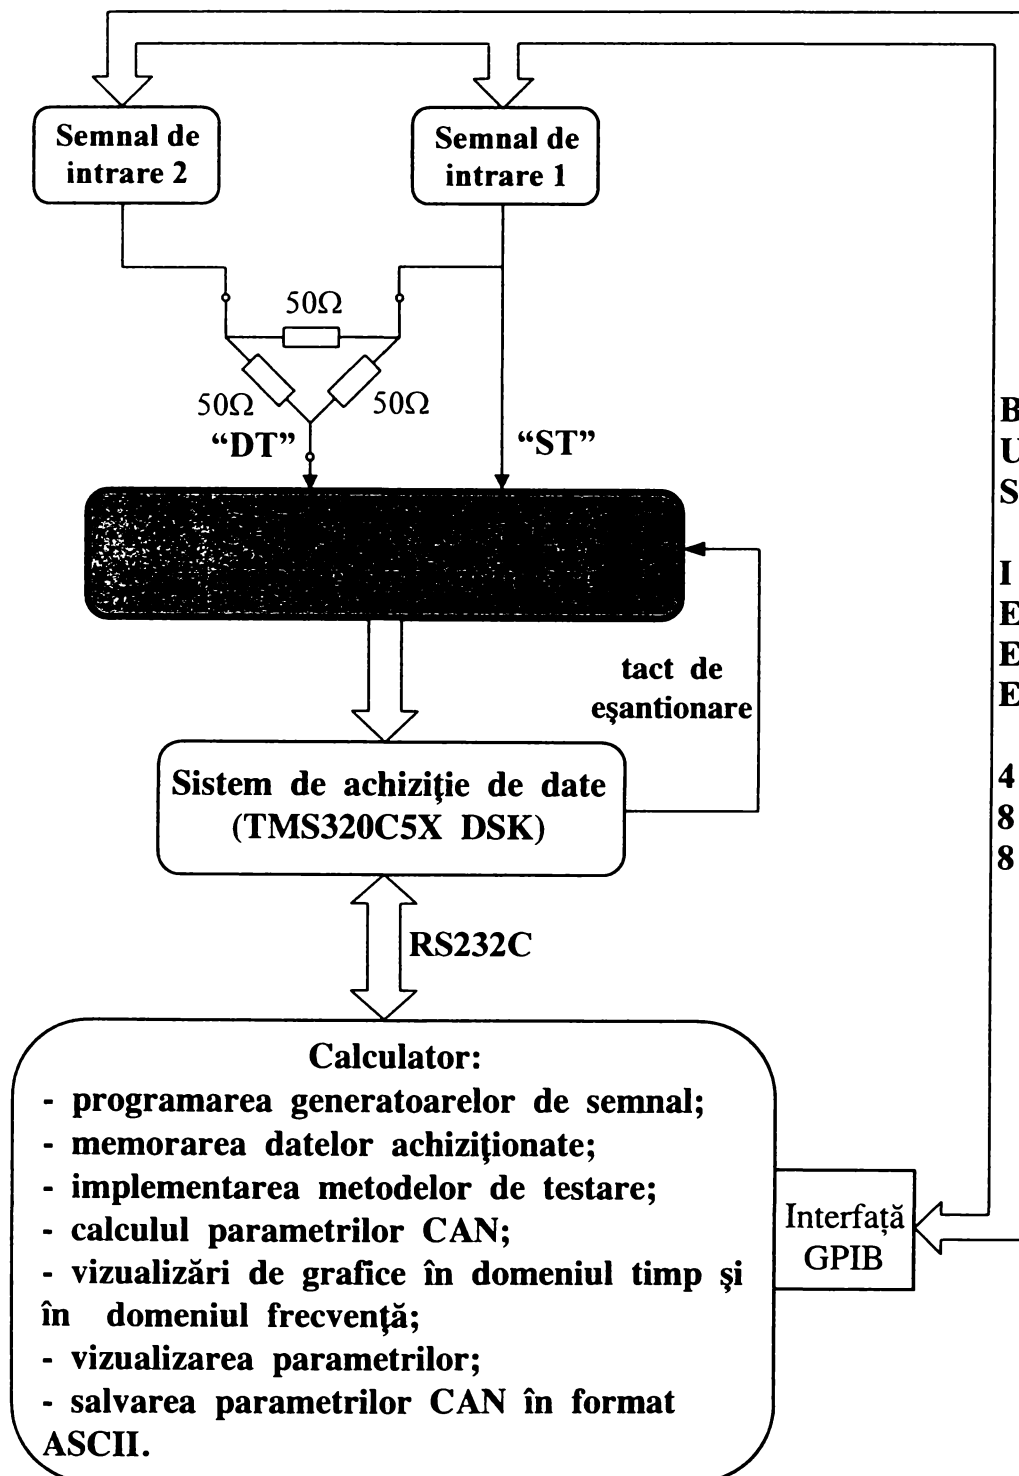 Semnal de
intrare 2
Semnal de
intrare 1
50Ω
50Ω
50Ω
“DT”
“ST”
BUS IEEE 488
tact de
eşantionare
Sistem de achiziţie de date
(TMS320C5X DSK)
RS232C
Calculator:
- programarea generatoarelor de semnal;
- memorarea datelor achiziţionate;
- implementarea metodelor de testare;
- calculul parametrilor CAN;
- vizualizări de grafice în domeniul timp şi
în domeniul frecvenţă;
- vizualizarea parametrilor;
- salvarea parametrilor CAN în format
ASCII.
Interfaţă
GPIB